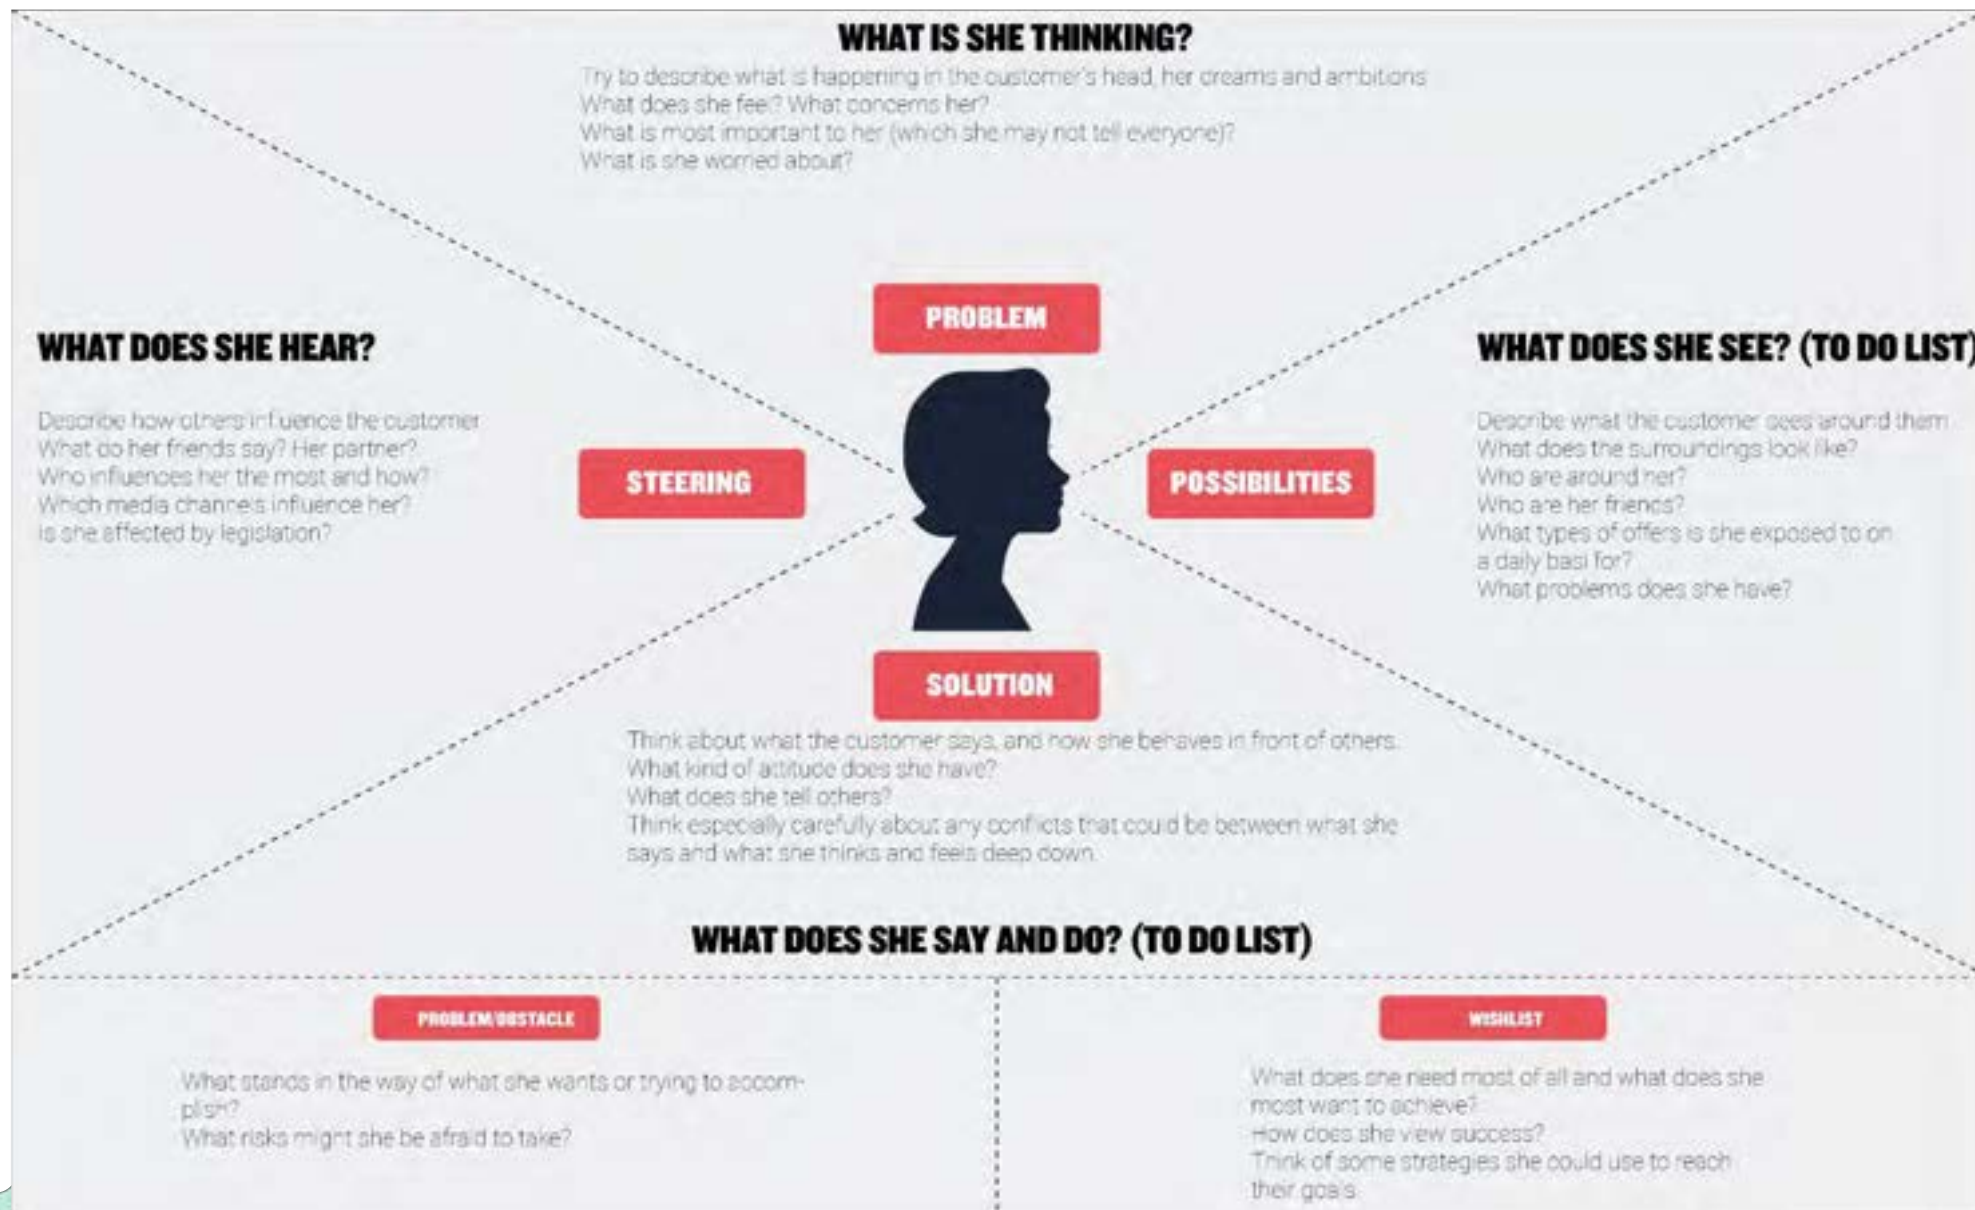 WHAT IS SHE THINKING?
Try to describe what is happening in the customer's head, her dreams and ambitions
What does she feel? What concerns her?
What is most important to her (which she may not tell everyone)?
What is she worried about?
PROBLEM
WHAT DOES SHE HEAR?
Describe how others influence the customer
What do her friends say? Her partner?
Who influences her the most and how?
Which media channels influence her?
Is she affected by legislation?
STEERING
POSSIBILITIES
WHAT DOES SHE SEE? (TO DO LIST)
Describe what the customer sees around them
What does the surroundings look like?
Who are around her?
Who are her friends?
What types of offers is she exposed to on
a daily basi for?
What problems does she have?
SOLUTION
Think about what the customer says, and how she behaves in front of others.
What kind of attitude does she have?
What does she tell others?
Think especially carefully about any conflicts that could be between what she
says and what she thinks and feels deep down.
WHAT DOES SHE SAY AND DO? (TO DO LIST)
PROBLEM/OBSTACLE
What stands in the way of what she wants or trying to accom-
plish?
What risks might she be afraid to take?
WISHLIST
What does she need most of all and what does she
most want to achieve?
How does she view success?
Think of some strategies she could use to reach
their goals.